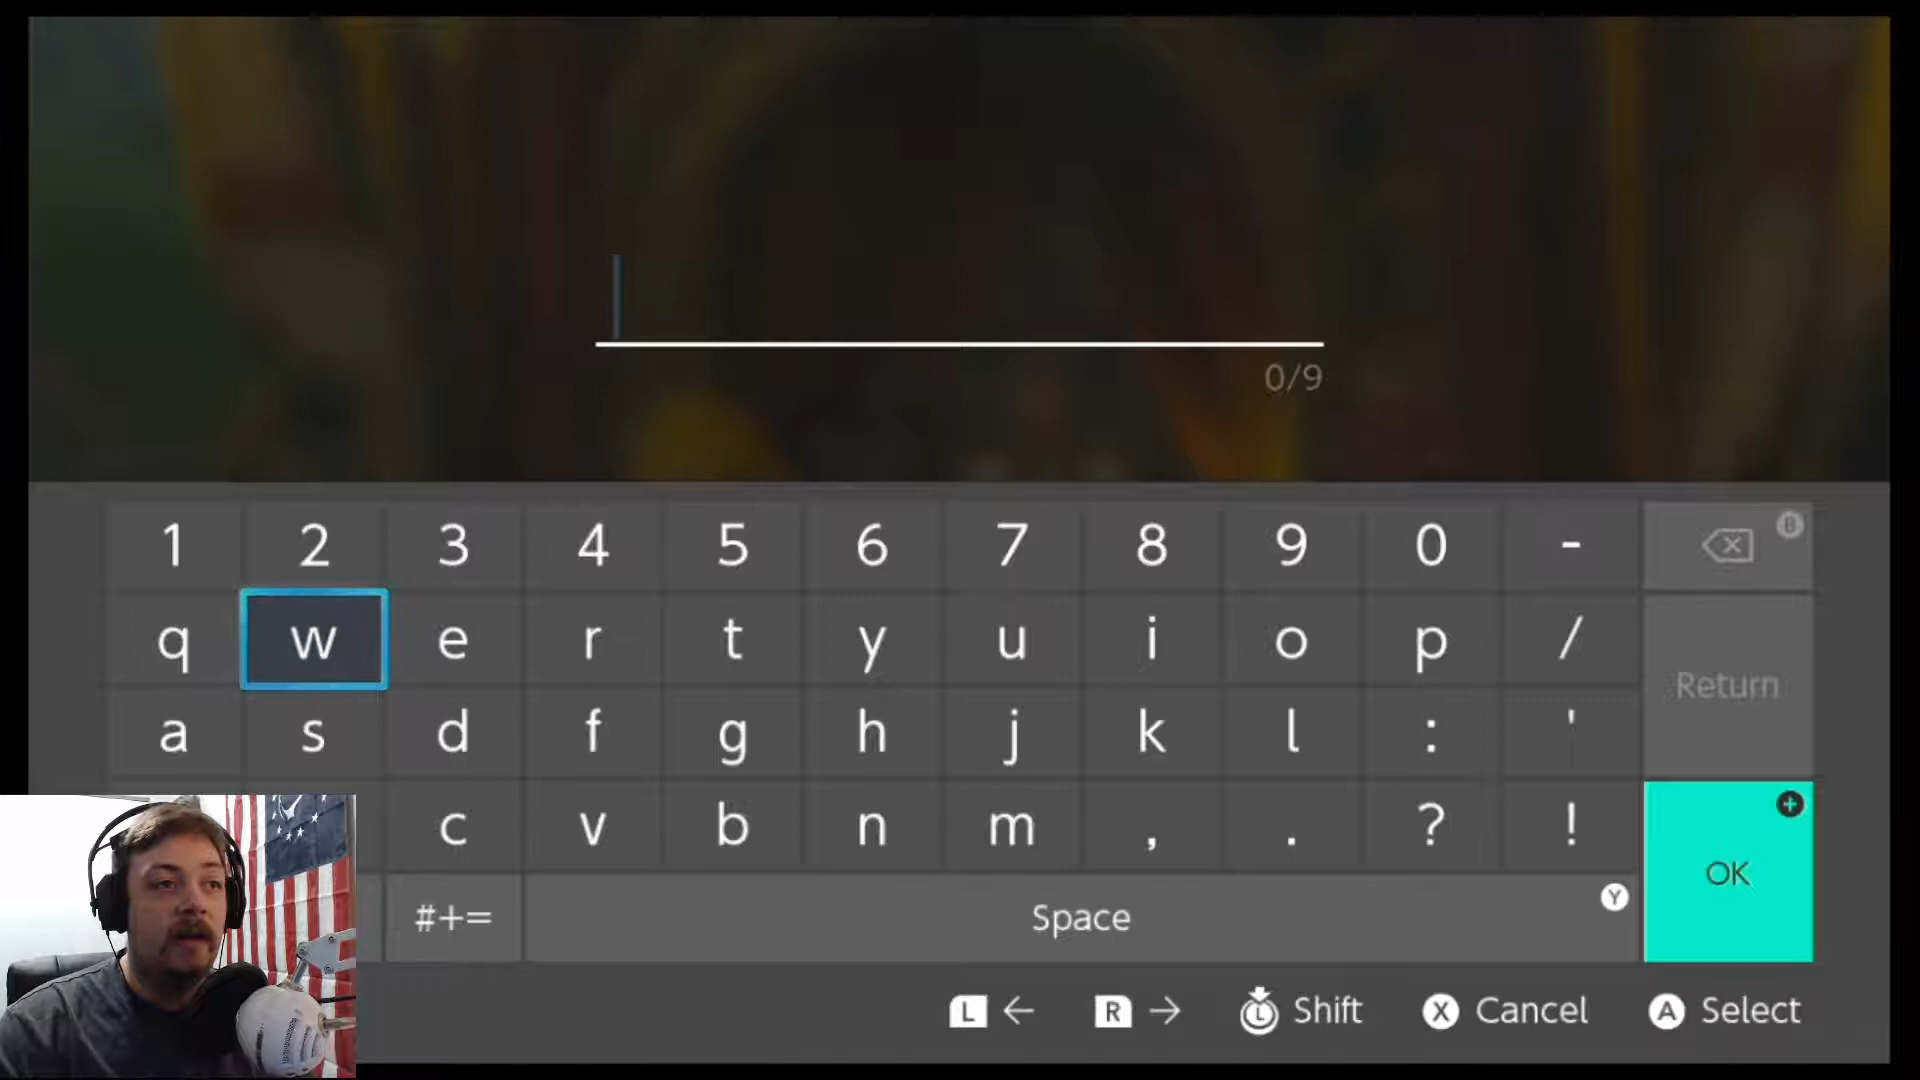 0/9
1 2 3 4 5 6 7 8 9 0 -
B
q w e r t y u i o p /
Return
a s d f g h j k l : '
c v b n m , . ? !
+
OK
#+= Space Y
L ← R → L Shift X Cancel A Select